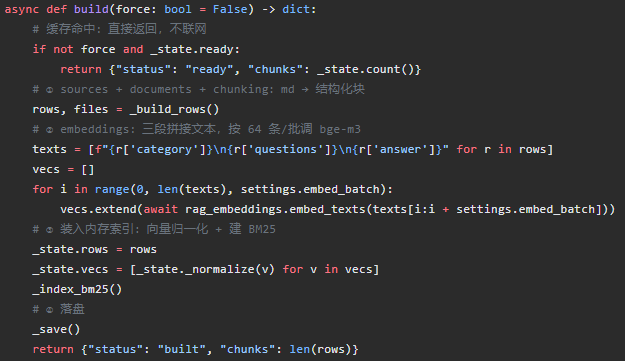 async def build(force: bool = False) -> dict:
    # 缓存命中: 直接返回, 不联网
    if not force and _state.ready:
        return {"status": "ready", "chunks": _state.count()}
    # sources + documents + chunking: md → 结构化块
    rows, files = _build_rows()
    # embeddings: 三段拼接文本, 按 64 条/批调 bge-m3
    texts = [f"{r['category']}\n{r['questions']}\n{r['answer']}" for r in rows]
    vecs = []
    for i in range(0, len(texts), settings.embed_batch):
        vecs.extend(await rag_embeddings.embed_texts(texts[i:i + settings.embed_batch]))
    # 装入内存索引: 向量归一化 + 建 BM25
    _state.rows = rows
    _state.vecs = [_state._normalize(v) for v in vecs]
    _index_bm25()
    # 落盘
    _save()
    return {"status": "built", "chunks": len(rows)}